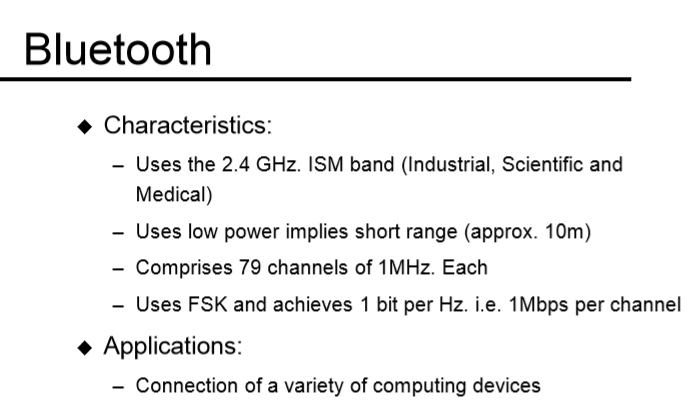 Bluetooth
◆ Characteristics:
– Uses the 2.4 GHz. ISM band (Industrial, Scientific and
Medical)
– Uses low power implies short range (approx. 10m)
– Comprises 79 channels of 1MHz. Each
– Uses FSK and achieves 1 bit per Hz. i.e. 1Mbps per channel
◆ Applications:
– Connection of a variety of computing devices